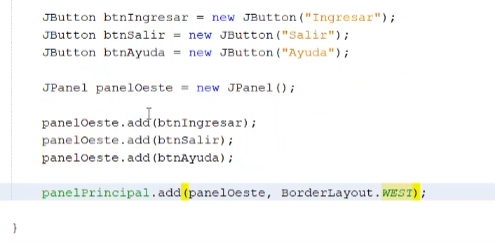 JButton btnIngresar = new JButton("Ingresar");
JButton btnSalir = new JButton("Salir");
JButton btnAyuda = new JButton("Ayuda");
JPanel panelOeste = new JPanel();
panelOeste.add(btnIngresar);
panelOeste.add(btnSalir);
panelOeste.add(btnAyuda);
panelPrincipal.add(panelOeste, BorderLayout.WEST);
}